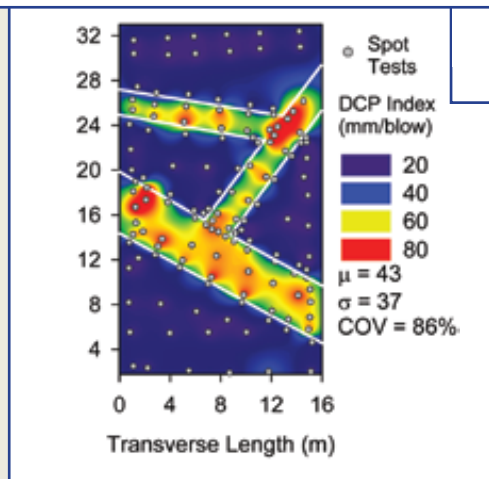 32
28
24
20
16
12
8
4
0 4 8 12 16
Transverse Length (m)
Spot
Tests
DCP Index
(mm/blow)
20
40
60
80
μ = 43
σ = 37
COV = 86%